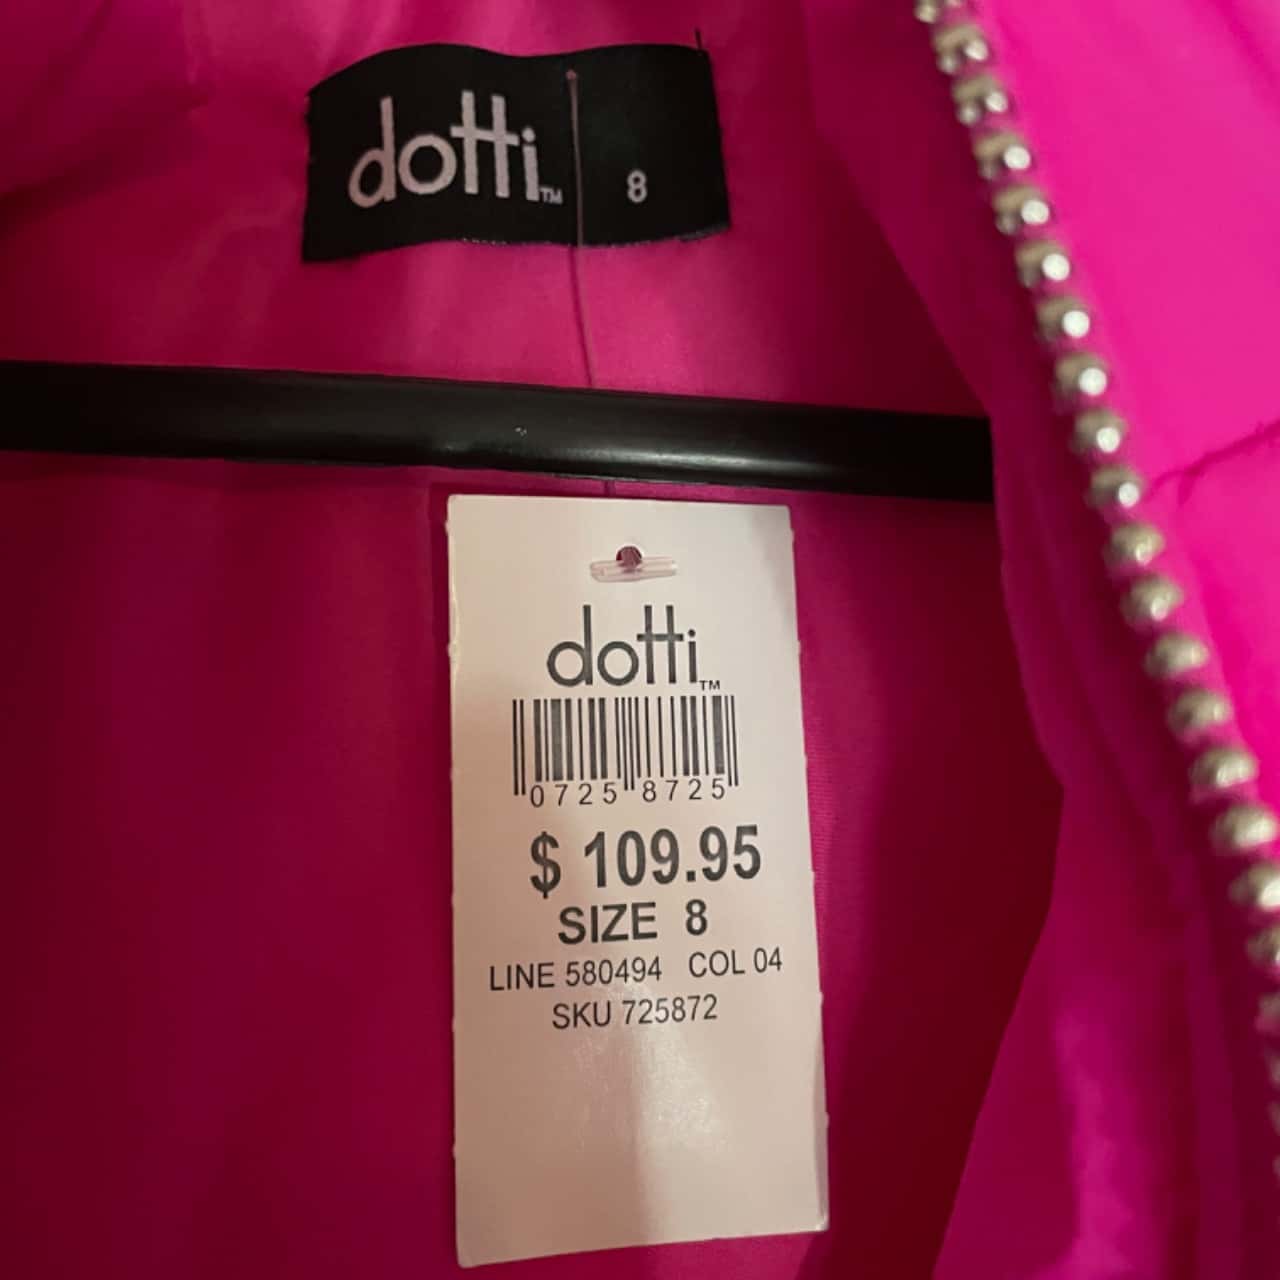 dotti™ 8
dotti™
0725 8725
$ 109.95
SIZE 8
LINE 580494 COL 04
SKU 725872